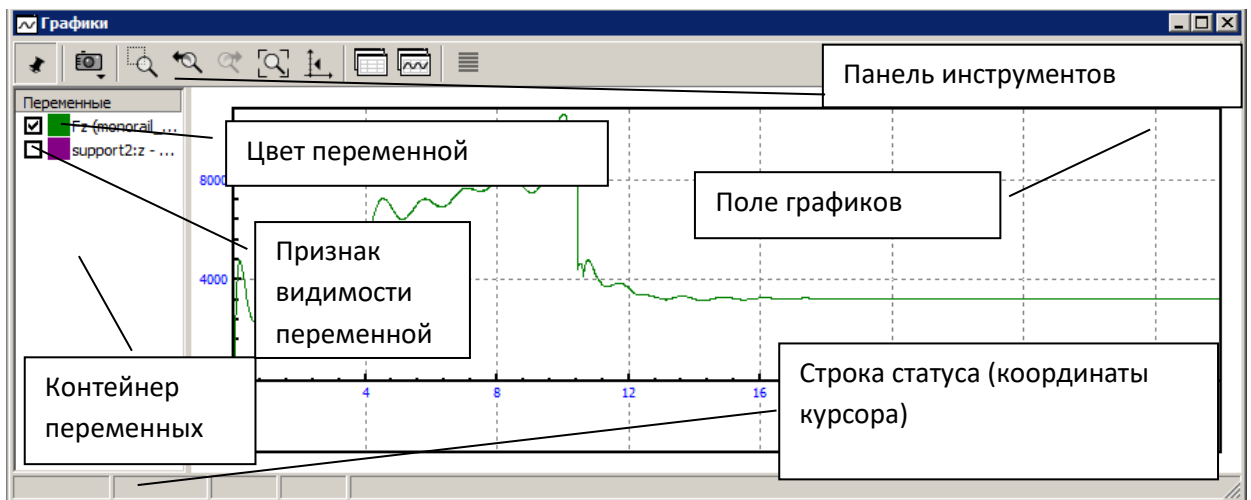 Графики
Панель инструментов
Переменные
Fz (monorail_...
support2:z - ...
Цвет переменной
Поле графиков
Признак
видимости
переменной
Контейнер
переменных
Строка статуса (координаты
курсора)
8000
4000
4
8
12
16